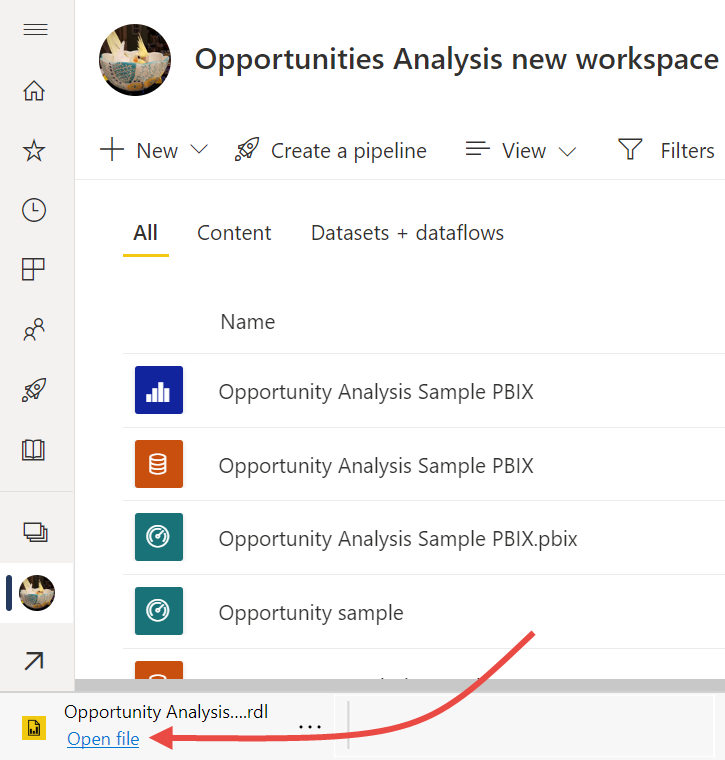 Opportunities Analysis new workspace
New
Create a pipeline
View
Filters
All
Content
Datasets + dataflows
Name
Opportunity Analysis Sample PBIX
Opportunity Analysis Sample PBIX
Opportunity Analysis Sample PBIX.pbix
Opportunity sample
Opportunity Analysis....rdl
Open file